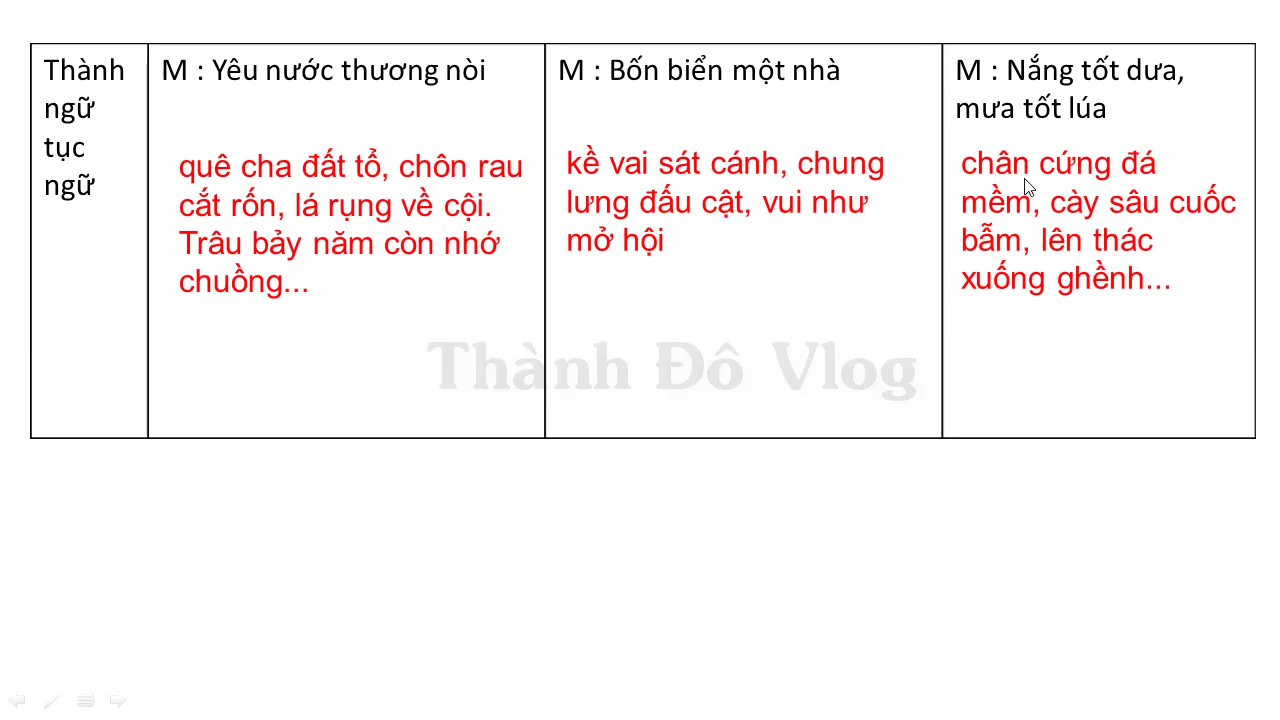 Thành
ngữ
tục
ngữ
M : Yêu nước thương nòi
quê cha đất tổ, chôn rau
cắt rốn, lá rụng về cội.
Trâu bảy năm còn nhớ
chuồng...
M : Bốn biển một nhà
kề vai sát cánh, chung
lưng đấu cật, vui như
mở hội
M : Nắng tốt dưa,
mưa tốt lúa
chân cứng đá
mềm, cày sâu cuốc
bẫm, lên thác
xuống ghềnh...
Thành Đô Vlog